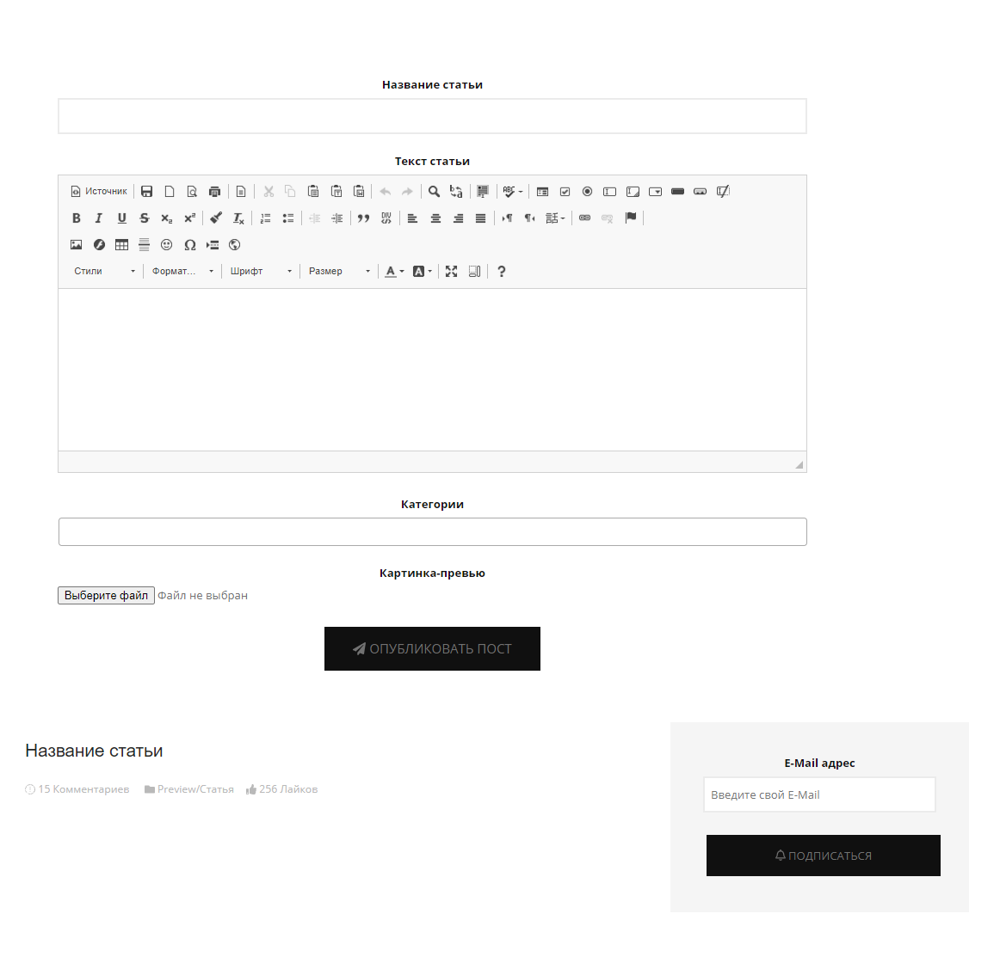 Название статьи
Текст статьи
Источник
Стили Формат... Шрифт Размер
Категории
Картинка-превью
Выберите файл Файл не выбран
ОПУБЛИКОВАТЬ ПОСТ
Название статьи
15 Комментариев Preview/Статья 256 Лайков
E-Mail адрес
Введите свой E-Mail
ПОДПИСАТЬСЯ